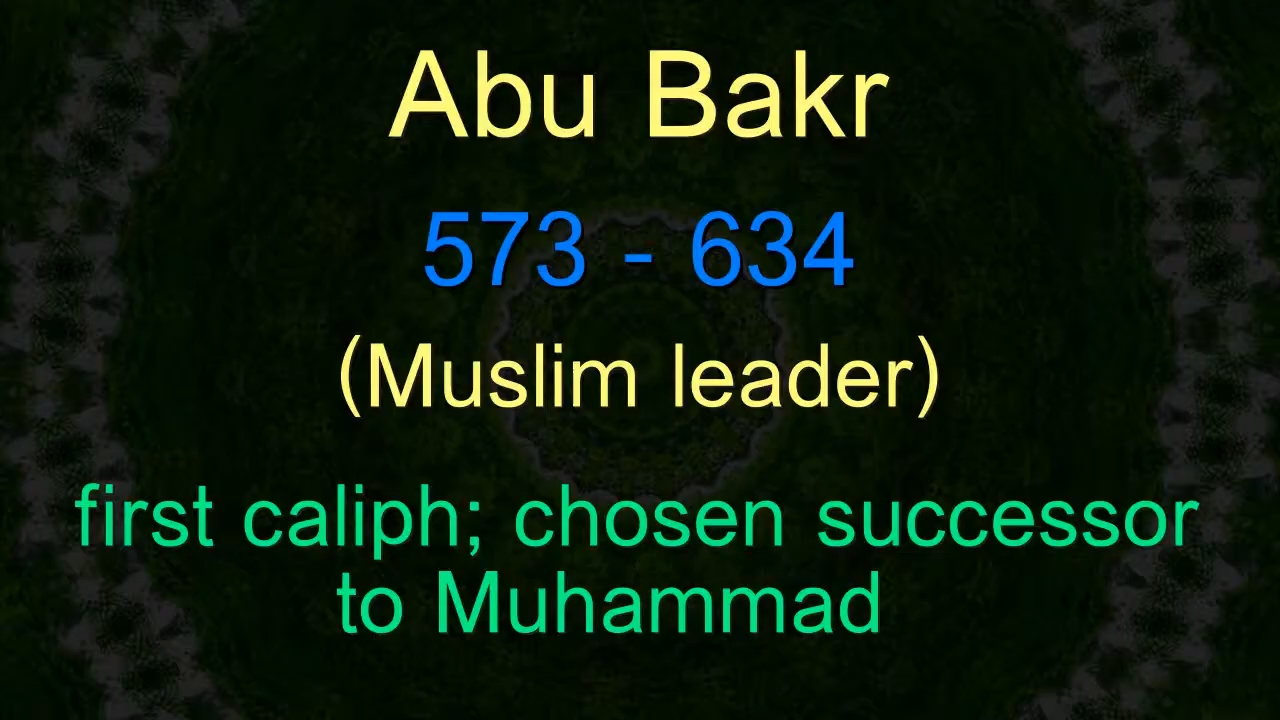 Abu Bakr
573 - 634
(Muslim leader)
first caliph; chosen successor
to Muhammad